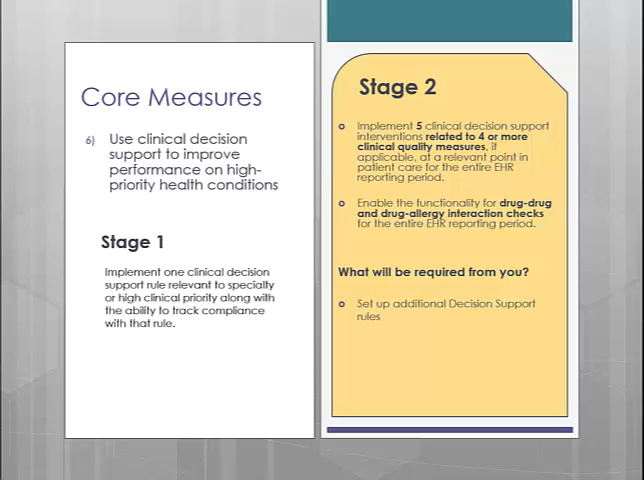 Core Measures
6) Use clinical decision
support to improve
performance on high-
priority health conditions
Stage 1
Implement one clinical decision
support rule relevant to specialty
or high clinical priority along with
the ability to track compliance
with that rule.
Stage 2
Implement 5 clinical decision support
interventions related to 4 or more
clinical quality measures, if
applicable, at a relevant point in
patient care for the entire EHR
reporting period.
Enable the functionality for drug-drug
and drug-allergy interaction checks
for the entire EHR reporting period.
What will be required from you?
Set up additional Decision Support
rules